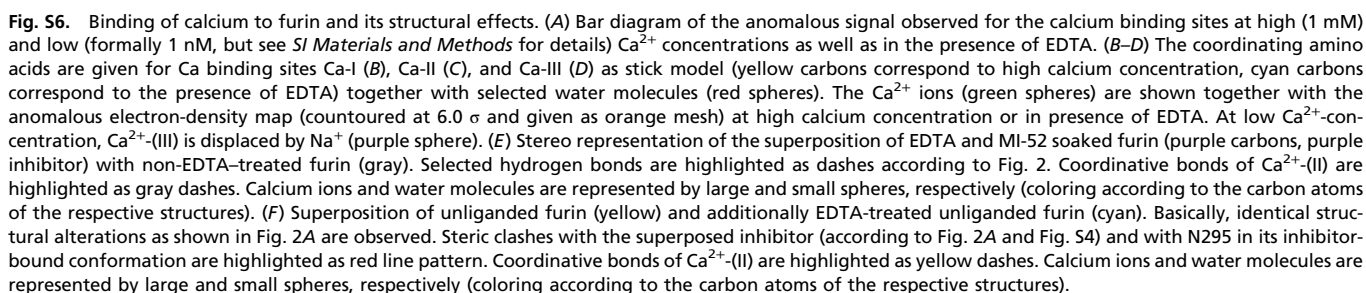 Fig. S6. Binding of calcium to furin and its structural effects. (A) Bar diagram of the anomalous signal observed for the calcium binding sites at high (1 mM)
and low (formally 1 nM, but see SI Materials and Methods for details) Ca2+ concentrations as well as in the presence of EDTA. (B–D) The coordinating amino
acids are given for Ca binding sites Ca-I (B), Ca-II (C), and Ca-III (D) as stick model (yellow carbons correspond to high calcium concentration, cyan carbons
correspond to the presence of EDTA) together with selected water molecules (red spheres). The Ca2+ ions (green spheres) are shown together with the
anomalous electron-density map (countoured at 6.0 σ and given as orange mesh) at high calcium concentration or in presence of EDTA. At low Ca2+-con-
centration, Ca2+-(III) is displaced by Na+ (purple sphere). (E) Stereo representation of the superposition of EDTA and MI-52 soaked furin (purple carbons, purple
inhibitor) with non-EDTA–treated furin (gray). Selected hydrogen bonds are highlighted as dashes according to Fig. 2. Coordinative bonds of Ca2+-(II) are
highlighted as gray dashes. Calcium ions and water molecules are represented by large and small spheres, respectively (coloring according to the carbon atoms
of the respective structures). (F) Superposition of unliganded furin (yellow) and additionally EDTA-treated unliganded furin (cyan). Basically, identical struc-
tural alterations as shown in Fig. 2A are observed. Steric clashes with the superposed inhibitor (according to Fig. 2A and Fig. S4) and with N295 in its inhibitor-
bound conformation are highlighted as red line pattern. Coordinative bonds of Ca2+-(II) are highlighted as yellow dashes. Calcium ions and water molecules are
represented by large and small spheres, respectively (coloring according to the carbon atoms of the respective structures).